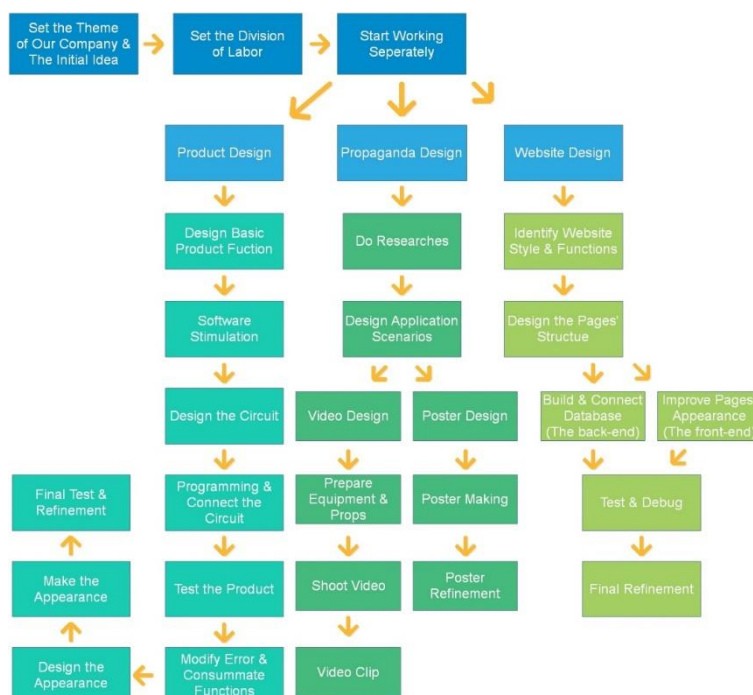 Set the Theme
of Our Company &
The Initial Idea
Set the Division
of Labor
Start Working
Seperately
Product Design
Propaganda Design
Website Design
Design Basic
Product Fuction
Do Researches
Identify Website
Style & Functions
Software
Stimulation
Design Application
Scenarios
Design the Pages'
Structue
Design the Circuit
Video Design
Poster Design
Build & Connect
Database
(The back-end)
Improve Pages'
Appearance
(The front-end)
Final Test &
Refinement
Programming &
Connect the
Circuit
Prepare
Equipment &
Props
Poster Making
Test & Debug
Make the
Appearance
Test the Product
Shoot Video
Poster
Refinement
Final Refinement
Design the
Appearance
Modify Error &
Consummate
Functions
Video Clip